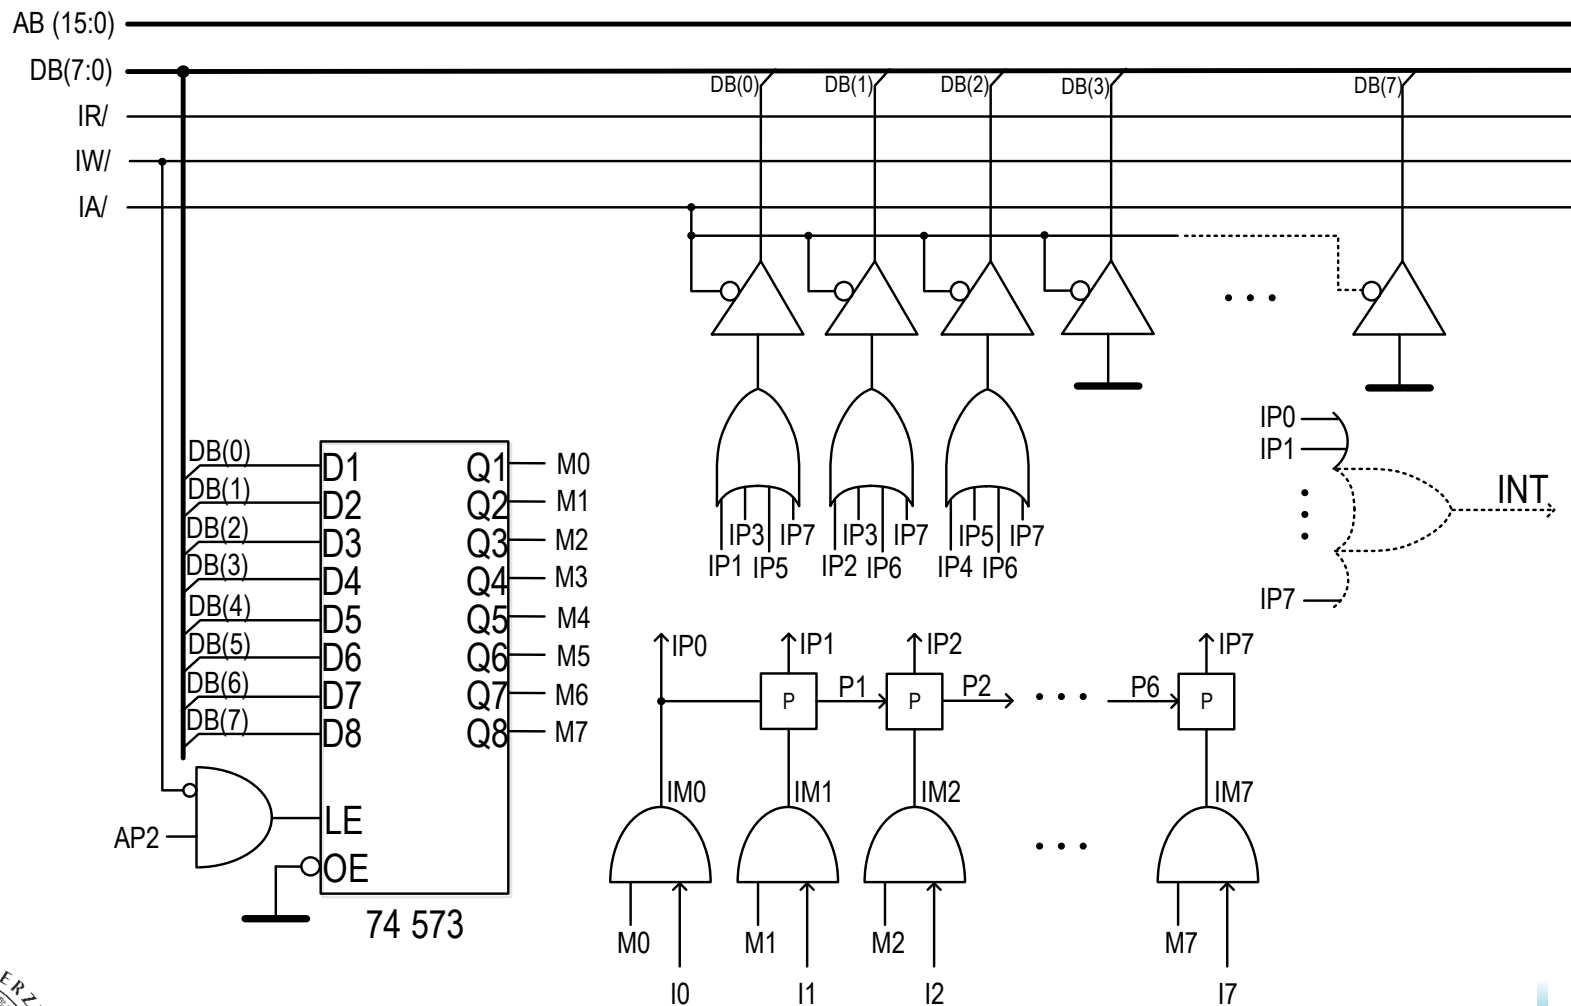 AB (15:0)
DB(7:0)
DB(0) DB(1) DB(2) DB(3) DB(7)
IR/
IW/
IA/
DB(0) D1 Q1 M0
DB(1) D2 Q2 M1
DB(2) D3 Q3 M2
DB(3) D4 Q4 M3
DB(4) D5 Q5 M4
DB(5) D6 Q6 M5
DB(6) D7 Q7 M6
DB(7) D8 Q8 M7
AP2 LE
OE
74 573
IP3 IP7 IP3 IP7 IP5 IP7
IP1 IP5 IP2 IP6 IP4 IP6
IP0
IP1
INT
IP7
IP0 IP1 IP2 IP7
P P1 P P2 P6 P
IM0 IM1 IM2 IM7
M0 M1 M2 M7
I0 I1 I2 I7